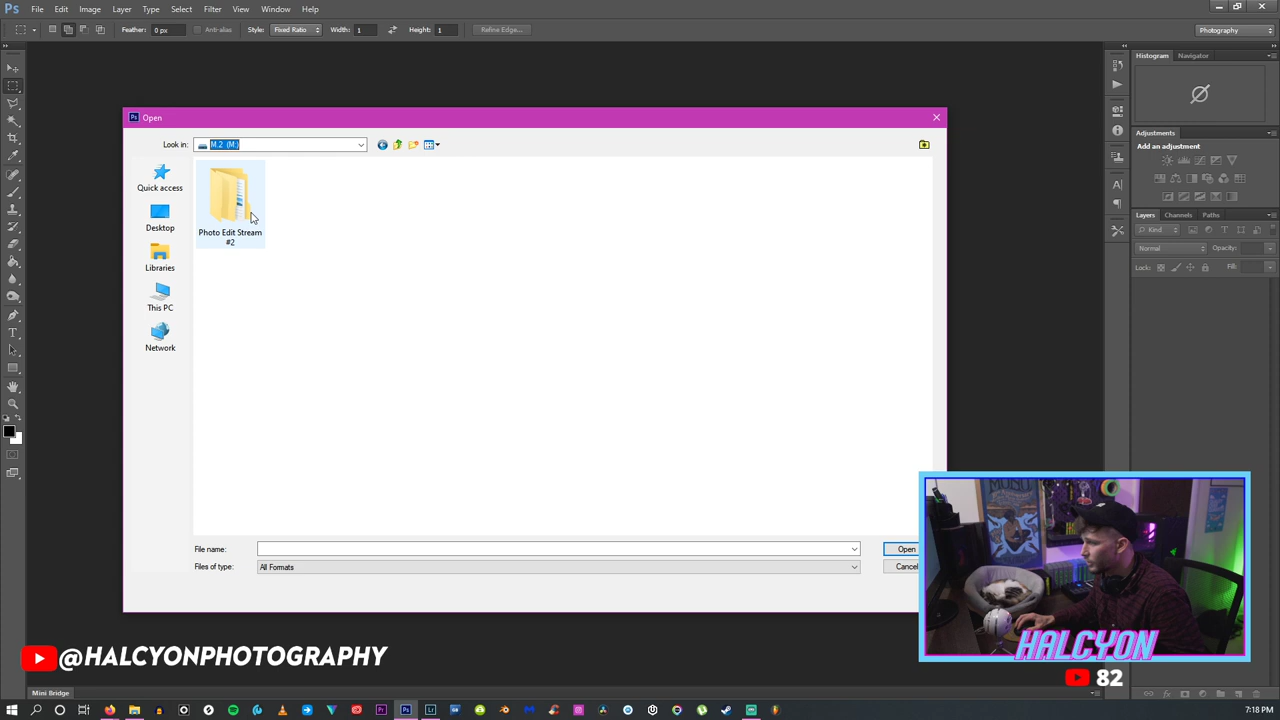 Ps File Edit Image Layer Type Select Filter View Window Help
Feather: 0 px Anti-alias Style: Fixed Ratio Width: 1 Height: 1 Refine Edge... Photography
Histogram Navigator
Ps Open
Look in: M.2 (M:)
Quick access
Desktop
Libraries
This PC
Network
Photo Edit Stream
#2
Adjustments
Add an adjustment
Layers Channels Paths
Kind
Normal Opacity:
Lock: Fill:
File name: Open
Files of type: All Formats Cancel
HALCYON
@HALCYONPHOTOGRAPHY
82
Mini Bridge
7:18 PM